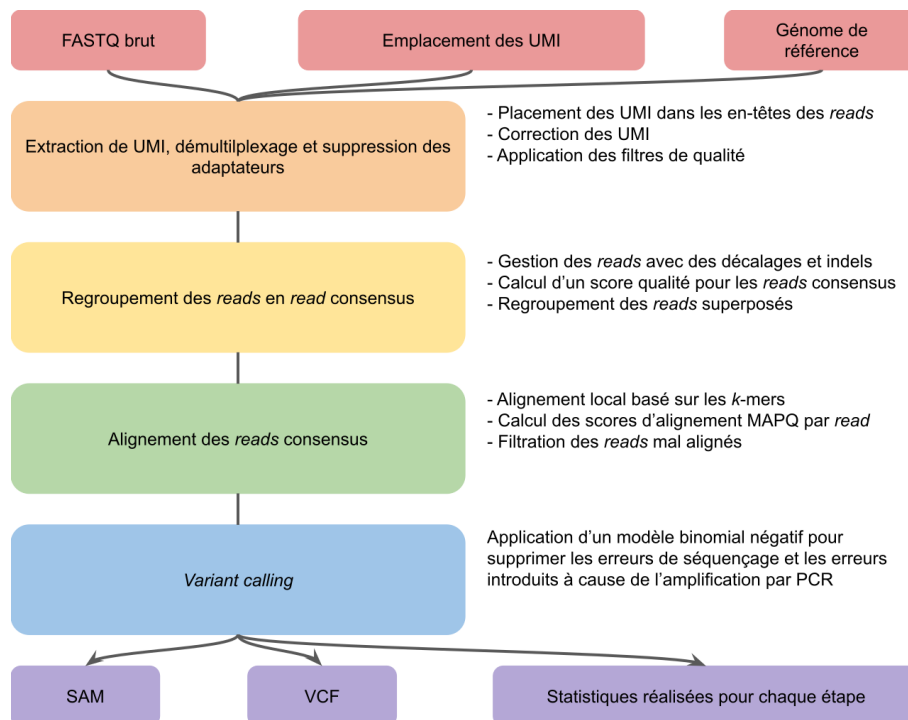 FASTQ brut
Emplacement des UMI
Génome de
référence
Extraction de UMI, démultilplexage et suppression des
adaptateurs
- Placement des UMI dans les en-têtes des reads
- Correction des UMI
- Application des filtres de qualité
Regroupement des reads en read consensus
- Gestion des reads avec des décalages et indels
- Calcul d'un score qualité pour les reads consensus
- Regroupement des reads superposés
Alignement des reads consensus
- Alignement local basé sur les k-mers
- Calcul des scores d'alignement MAPQ par read
- Filtration des reads mal alignés
Variant calling
Application d'un modèle binomial négatif pour
supprimer les erreurs de séquençage et les erreurs
introduits à cause de l'amplification par PCR
SAM
VCF
Statistiques réalisées pour chaque étape